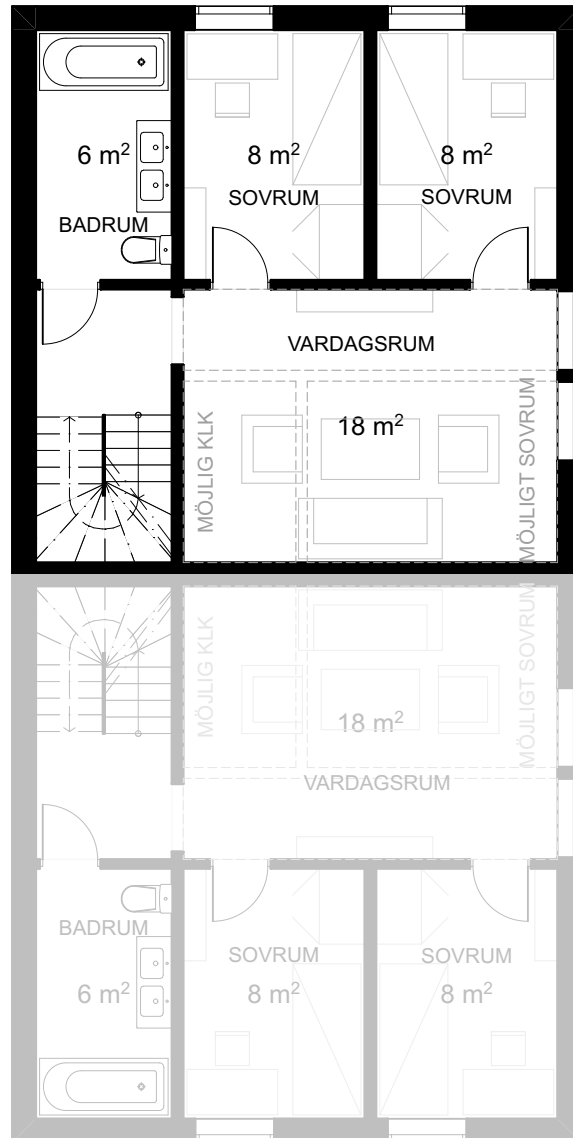 6 m²
8 m²
8 m²
BADRUM
SOVRUM
SOVRUM
VARDAGSRUM
18 m²
MÖJLIG KLK
MÖJLIGT SOVRUM
MÖJLIG KLK
MÖJLIGT SOVRUM
18 m²
VARDAGSRUM
BADRUM
SOVRUM
SOVRUM
6 m²
8 m²
8 m²